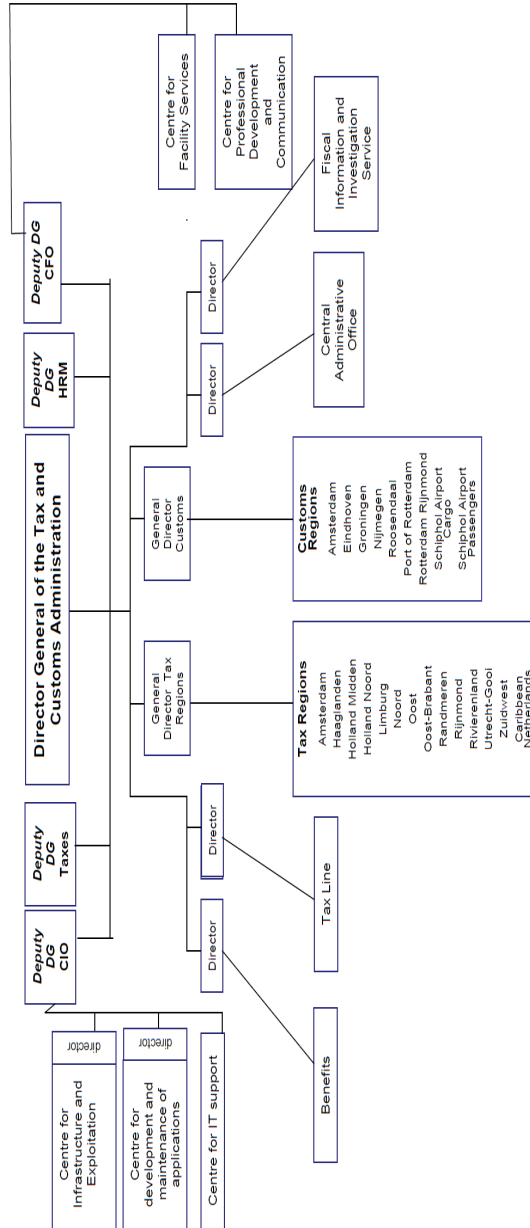 Director General of the Tax and
Customs Administration
Deputy
DG
CIO
Deputy
DG
Taxes
Deputy
DG
HRM
Deputy DG
CFO
Centre for
Infrastructure and
Exploitation
director
Centre for
development and
maintenance of
applications
director
Centre for IT support
Centre for
Facility Services
Centre for
Professional
Development
and
Communication
General
Director Tax
Regions
General
Director
Customs
Director
Director
Director
Director
Benefits
Tax Line
Tax Regions
Amsterdam
Haaglanden
Holland Midden
Holland Noord
Limburg
Noord
Oost
Oost-Brabant
Randmeren
Rijnmond
Rivierenland
Utrecht-Gooi
Zuidwest
Caribbean
Netherlands
Customs
Regions
Amsterdam
Eindhoven
Groningen
Nijmegen
Roosendaal
Port of Rotterdam
Rotterdam Rijnmond
Schiphol Airport
Cargo
Schiphol Airport
Passengers
Central
Administrative
Office
Fiscal
Information and
Investigation
Service